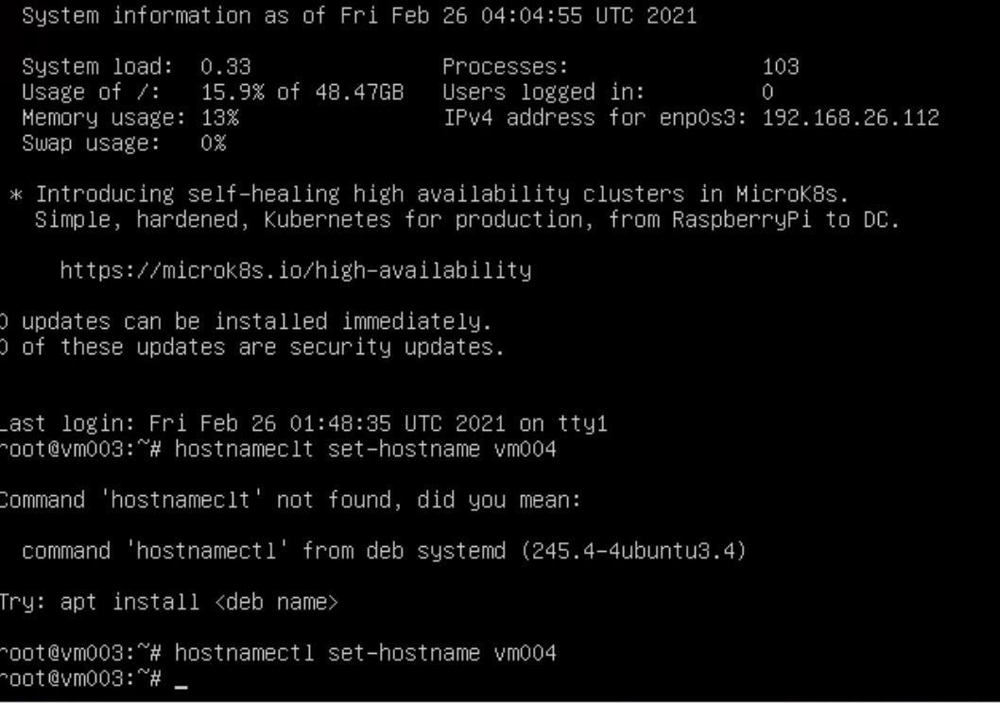 System information as of Fri Feb 26 04:04:55 UTC 2021
System load: 0.33 Processes: 103
Usage of /: 15.9% of 48.47GB Users logged in: 0
Memory usage: 13% IPv4 address for enp0s3: 192.168.26.112
Swap usage: 0%
* Introducing self-healing high availability clusters in MicroK8s.
Simple, hardened, Kubernetes for production, from RaspberryPi to DC.
https://microk8s.io/high-availability
0 updates can be installed immediately.
0 of these updates are security updates.
Last login: Fri Feb 26 01:48:35 UTC 2021 on tty1
root@vm003:~# hostnameclt set-hostname vm004
Command 'hostnameclt' not found, did you mean:
command 'hostnamectl' from deb systemd (245.4-4ubuntu3.4)
Try: apt install <deb name>
root@vm003:~# hostnamectl set-hostname vm004
root@vm003:~# _